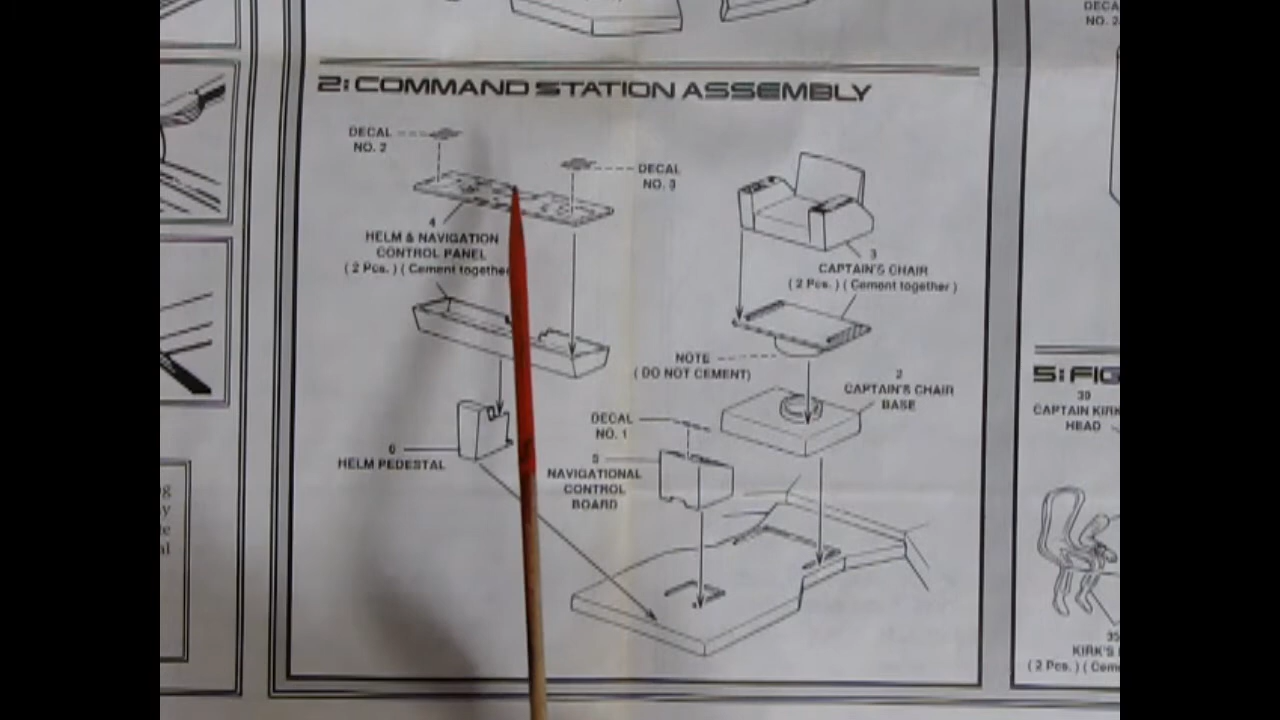 DECAL
NO. 2
2: COMMAND STATION ASSEMBLY
DECAL
NO. 2
DECAL
NO. 3
4
HELM & NAVIGATION
CONTROL PANEL
( 2 Pcs. ) ( Cement together
3
CAPTAIN'S CHAIR
( 2 Pcs. ) ( Cement together )
NOTE
( DO NOT CEMENT)
2
CAPTAIN'S CHAIR
BASE
DECAL
NO. 1
6
HELM PEDESTAL
5
NAVIGATIONAL
CONTROL
BOARD
5: FIG
39
CAPTAIN KIRK
HEAD
35
KIRK'S
( 2 Pcs. ) ( Cem